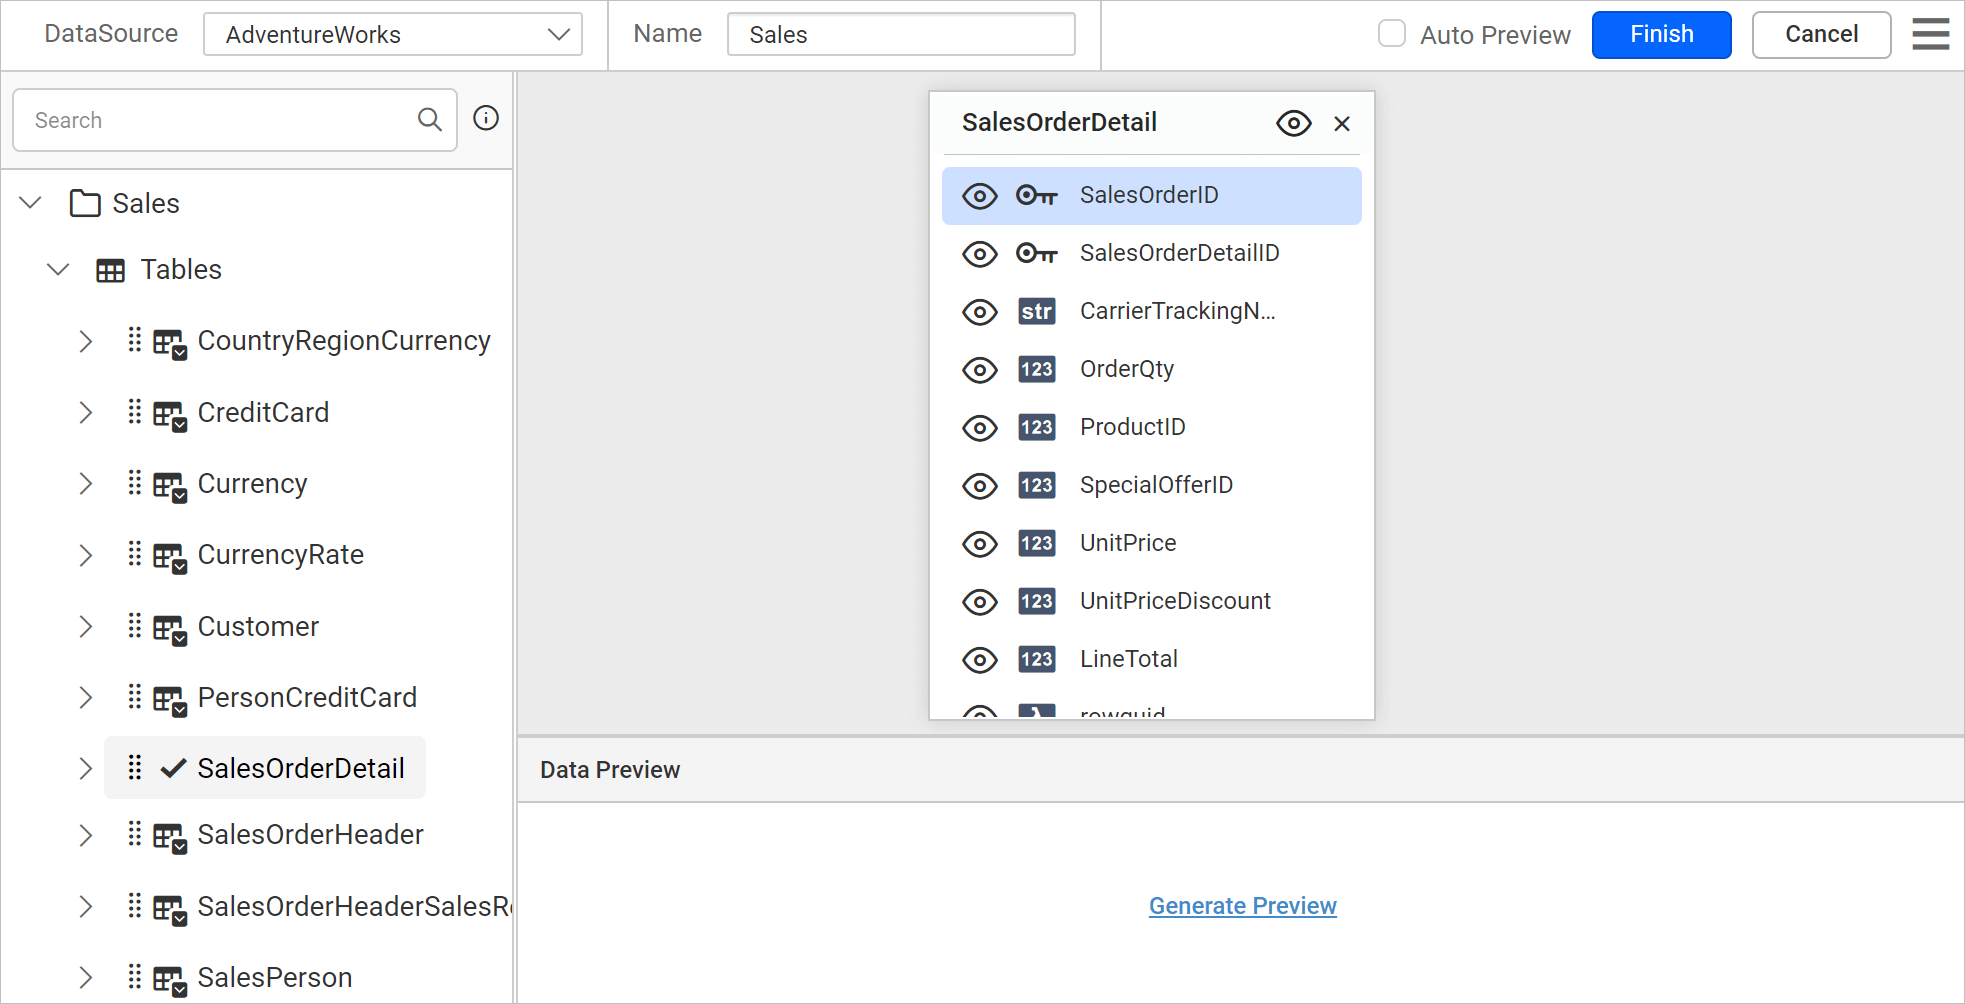 DataSource AdventureWorks Name Sales Auto Preview Finish Cancel
Search
Sales
Tables
CountryRegionCurrency
CreditCard
Currency
CurrencyRate
Customer
PersonCreditCard
SalesOrderDetail
SalesOrderHeader
SalesOrderHeaderSalesR
SalesPerson
SalesOrderDetail
SalesOrderID
SalesOrderDetailID
str CarrierTrackingN...
123 OrderQty
123 ProductID
123 SpecialOfferID
123 UnitPrice
123 UnitPriceDiscount
123 LineTotal
rowguid
Data Preview
Generate Preview